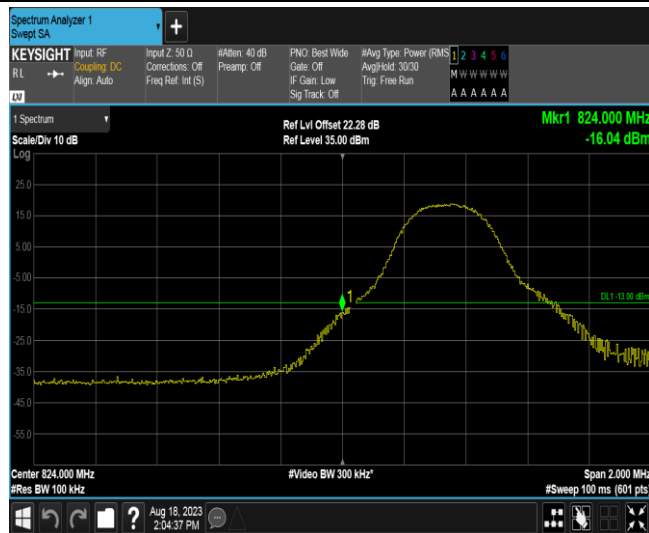 Spectrum Analyzer 1
Swept SA
+
KEYSIGHT
RL
Input: RF
Coupling: DC
Align: Auto
Input Z: 50 Ω
Corrections: Off
Freq Ref: Int (S)
#Atten: 40 dB
Preamp: Off
PNO: Best Wide
Gate: Off
IF Gain: Low
Sig Track: Off
#Avg Type: Power (RMS
Avg|Hold: 30/30
Trig: Free Run
1 2 3 4 5 6
M W W W W W
A A A A A A
LXI
1 Spectrum
Scale/Div 10 dB
Ref Lvl Offset 22.28 dB
Ref Level 35.00 dBm
Mkr1 824.000 MHz
-16.04 dBm
Log
25.0
15.0
5.00
-5.00
1
DL1 -13.00 dBm
-15.0
-25.0
-35.0
-45.0
-55.0
Center 824.000 MHz
#Res BW 100 kHz
#Video BW 300 kHz*
Span 2.000 MHz
#Sweep 100 ms (601 pts)
?
Aug 18, 2023
2:04:37 PM